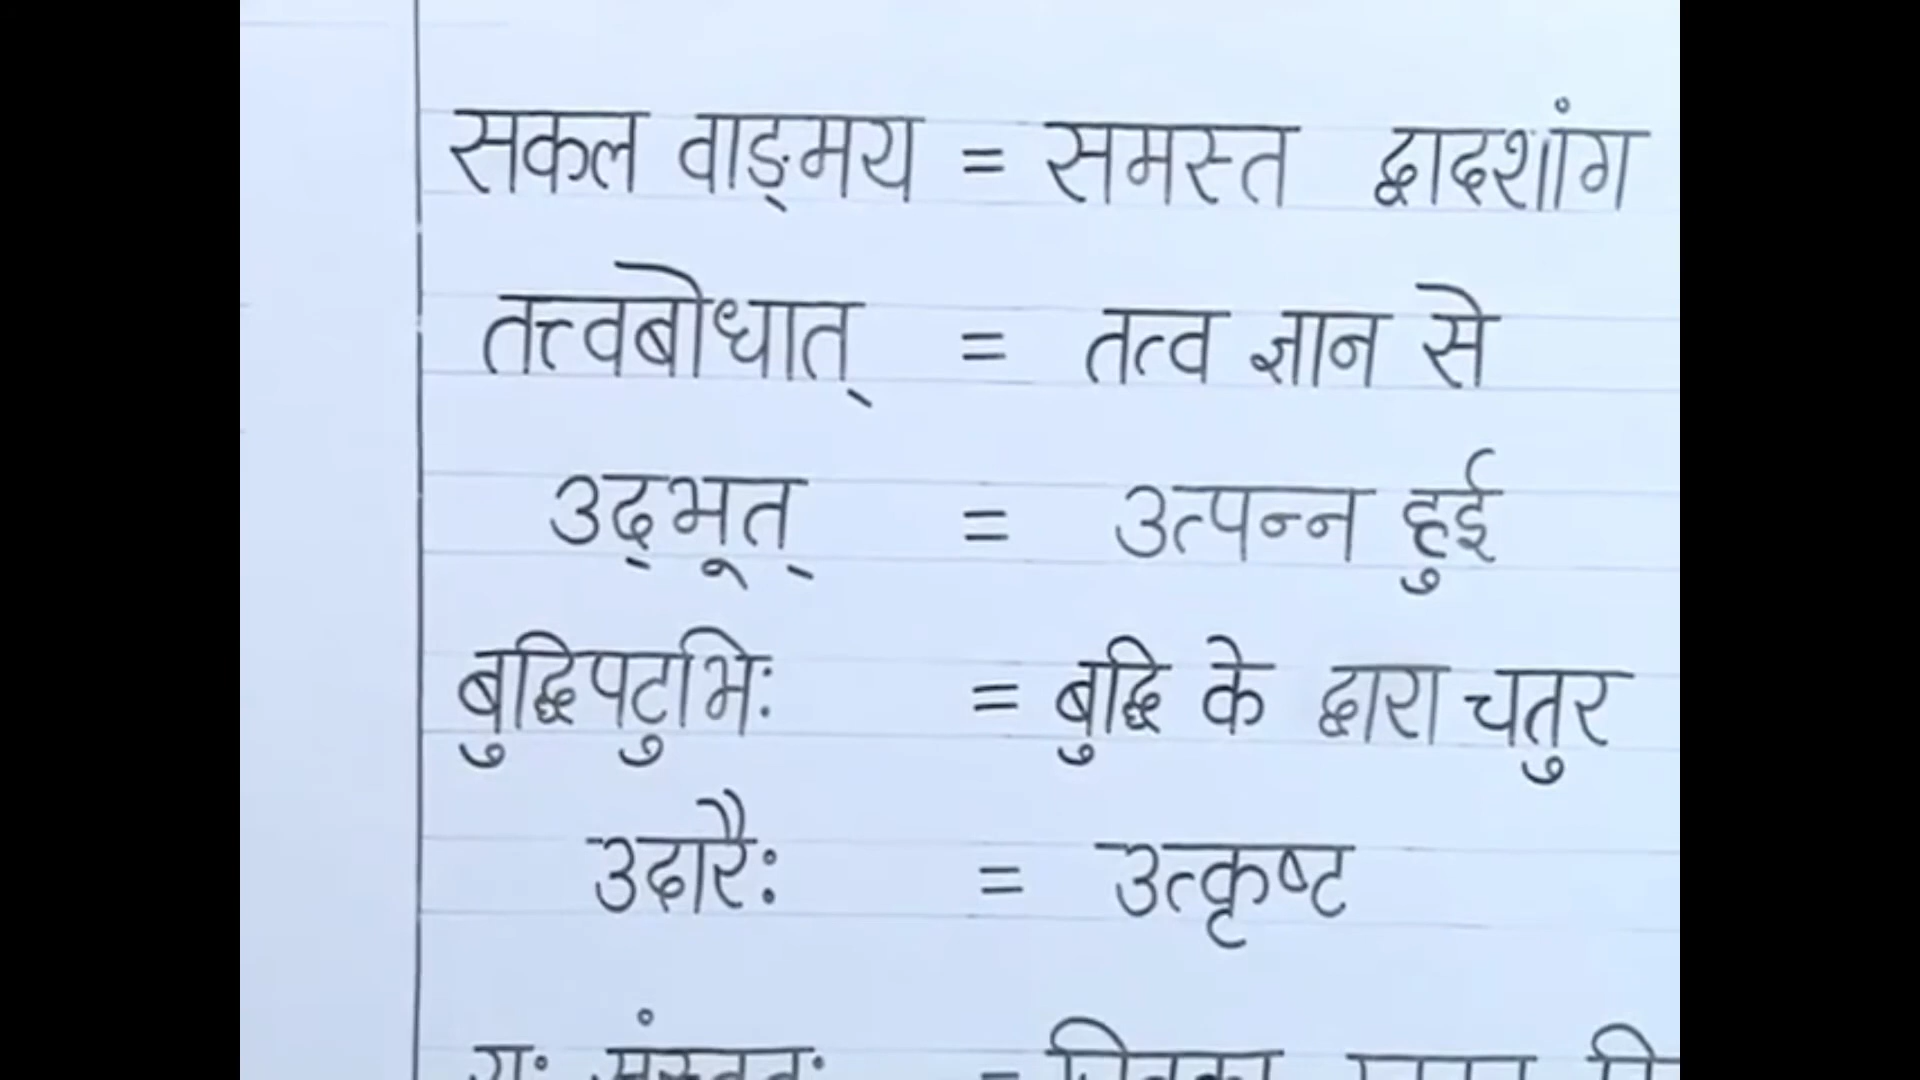 सकल वाङ्मय = समस्त द्वादशांग
तत्त्वबोधात् = तत्व ज्ञान से
उद्भूत् = उत्पन्न हुई
बुद्धिपटुभिः = बुद्धि के द्वारा चतुर
उदारैः = उत्कृष्ट